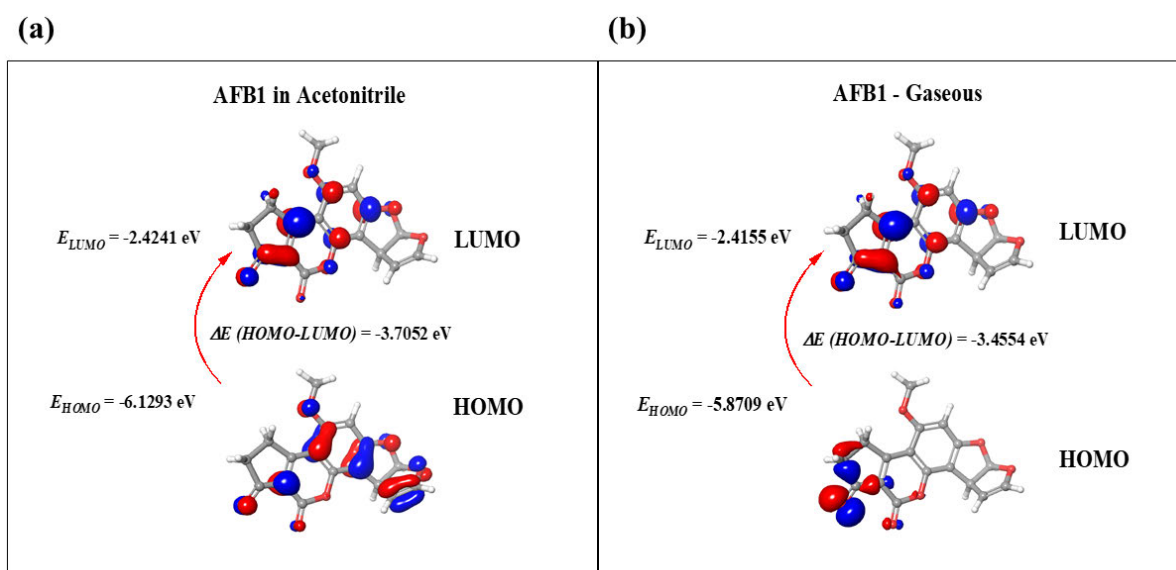 (a)
AFB1 in Acetonitrile
E_LUMO = -2.4241 eV
LUMO
ΔE (HOMO-LUMO) = -3.7052 eV
E_HOMO = -6.1293 eV
HOMO
(b)
AFB1 - Gaseous
E_LUMO = -2.4155 eV
LUMO
ΔE (HOMO-LUMO) = -3.4554 eV
E_HOMO = -5.8709 eV
HOMO